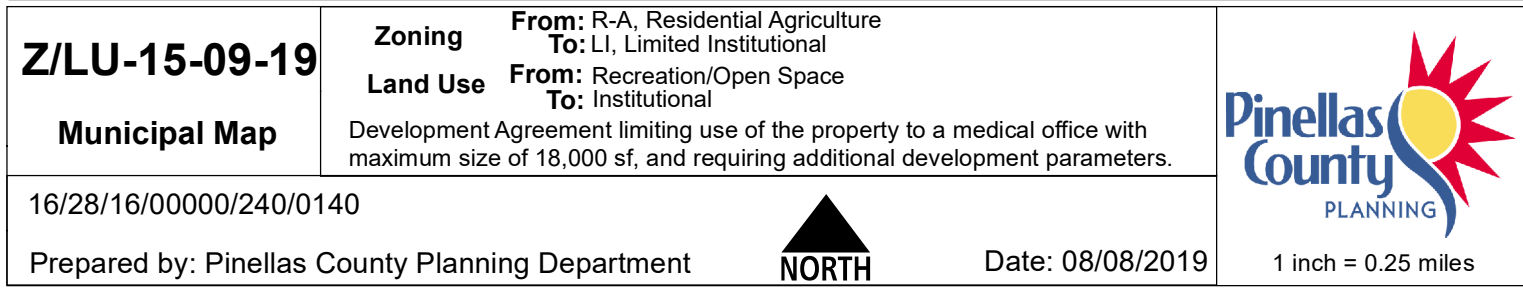 Z/LU-15-09-19
Municipal Map
Zoning From: R-A, Residential Agriculture
To: LI, Limited Institutional
Land Use From: Recreation/Open Space
To: Institutional
Development Agreement limiting use of the property to a medical office with
maximum size of 18,000 sf, and requiring additional development parameters.
16/28/16/00000/240/0140
Prepared by: Pinellas County Planning Department
NORTH
Date: 08/08/2019
Pinellas
County
PLANNING
1 inch = 0.25 miles